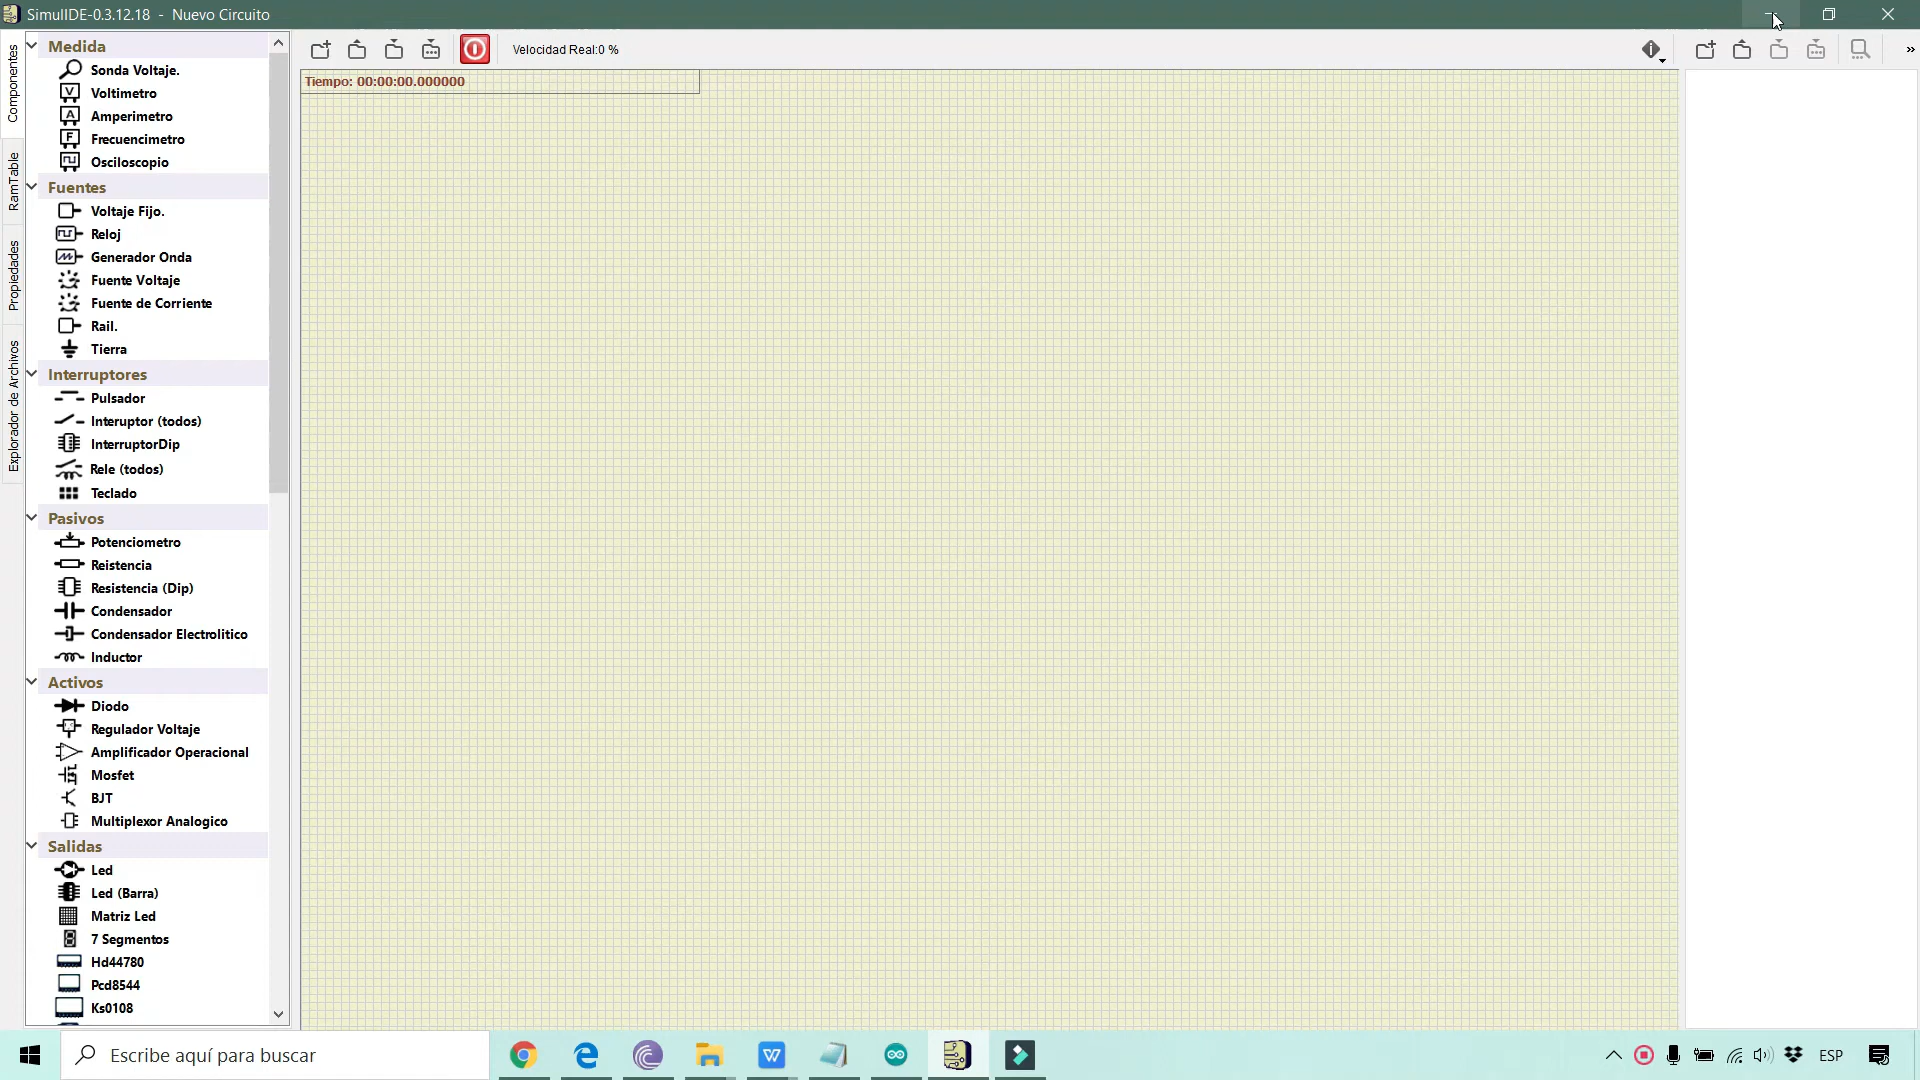 SimulIDE-0.3.12.18 - Nuevo Circuito
Componentes
RamTable
Propiedades
Explorador de Archivos
Medida
Sonda Voltaje.
Voltimetro
Amperimetro
Frecuencimetro
Osciloscopio
Fuentes
Voltaje Fijo.
Reloj
Generador Onda
Fuente Voltaje
Fuente de Corriente
Rail.
Tierra
Interruptores
Pulsador
Interuptor (todos)
InterruptorDip
Rele (todos)
Teclado
Pasivos
Potenciometro
Reistencia
Resistencia (Dip)
Condensador
Condensador Electrolitico
Inductor
Activos
Diodo
Regulador Voltaje
Amplificador Operacional
Mosfet
BJT
Multiplexor Analogico
Salidas
Led
Led (Barra)
Matriz Led
7 Segmentos
Hd44780
Pcd8544
Ks0108
Velocidad Real:0 %
»
Tiempo: 00:00:00.000000
Escribe aquí para buscar
ESP